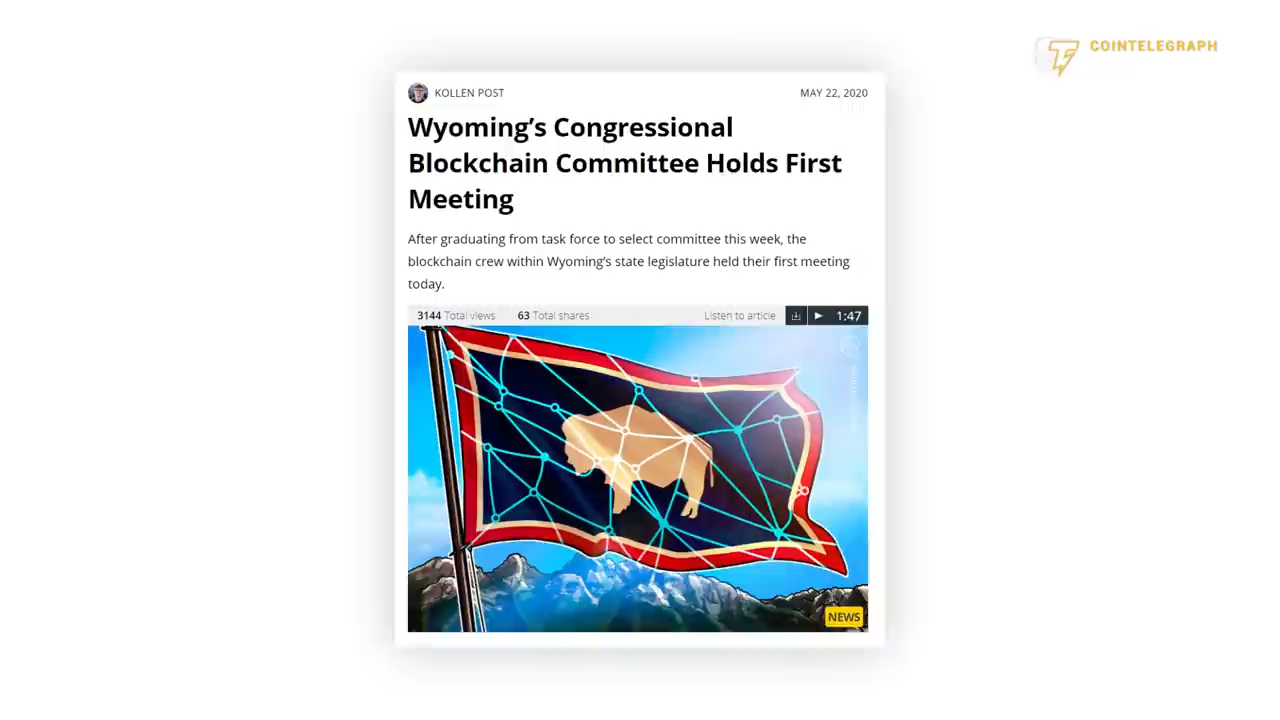 COINTELEGRAPH
KOLLEN POST
MAY 22, 2020
Wyoming’s Congressional
Blockchain Committee Holds First
Meeting
After graduating from task force to select committee this week, the
blockchain crew within Wyoming’s state legislature held their first meeting
today.
3144 Total views 63 Total shares Listen to article 1:47
NEWS